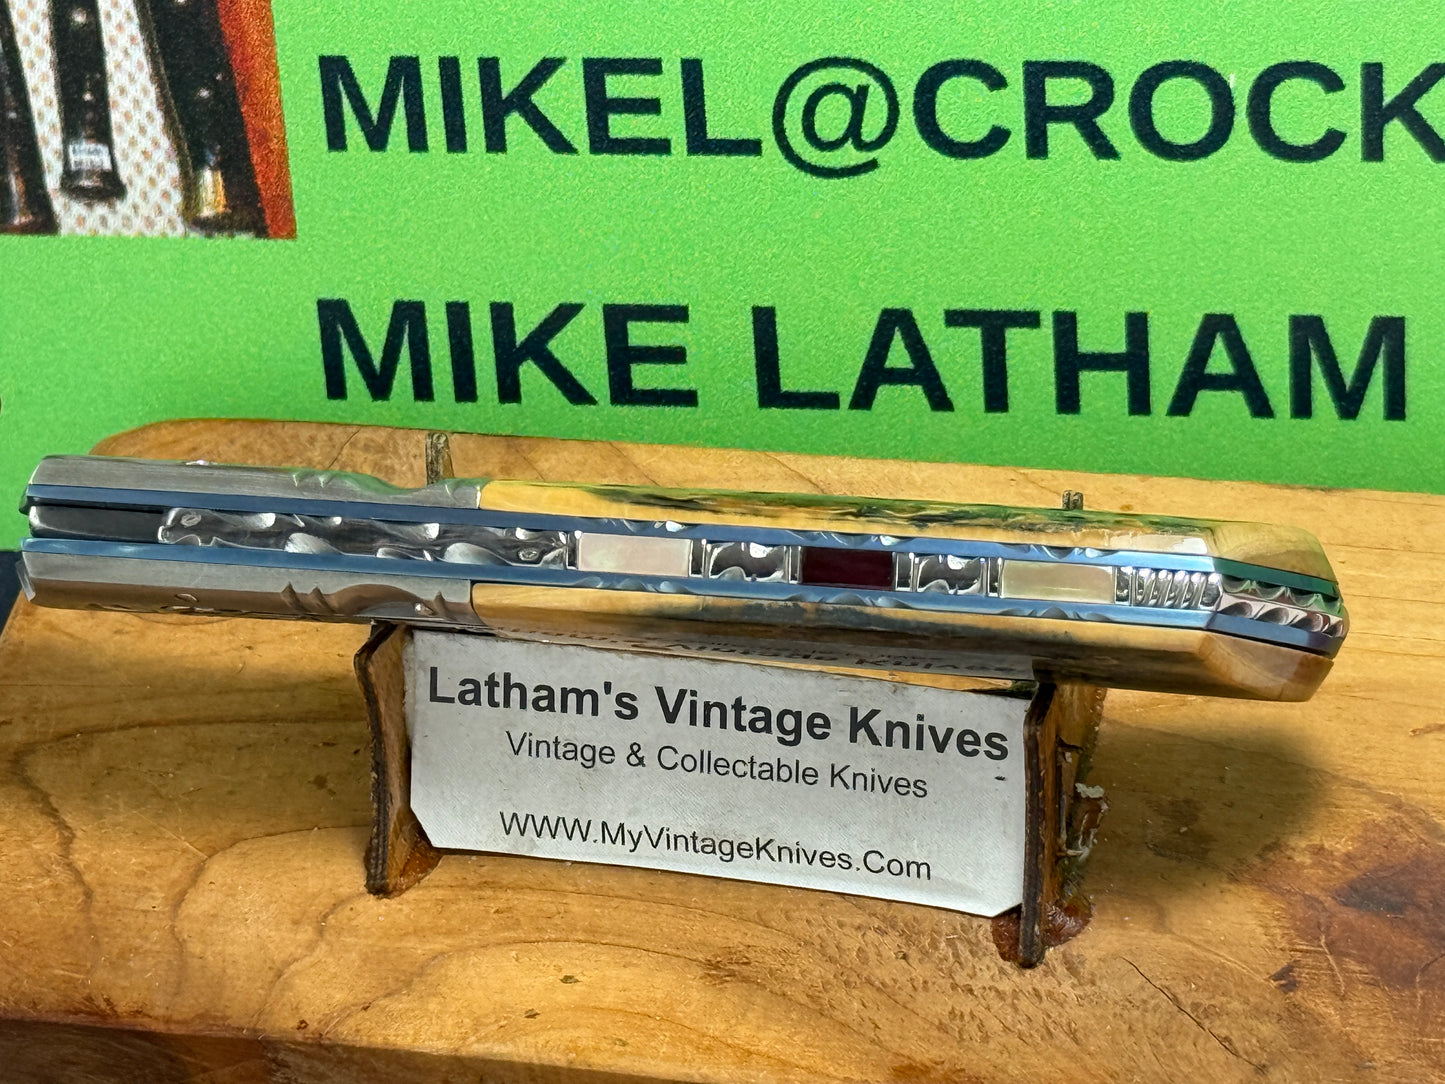 MIKEL@CROCK
MIKE LATHAM
Latham's Vintage Knives
Vintage & Collectable Knives
WWW.MyVintageKnives.Com